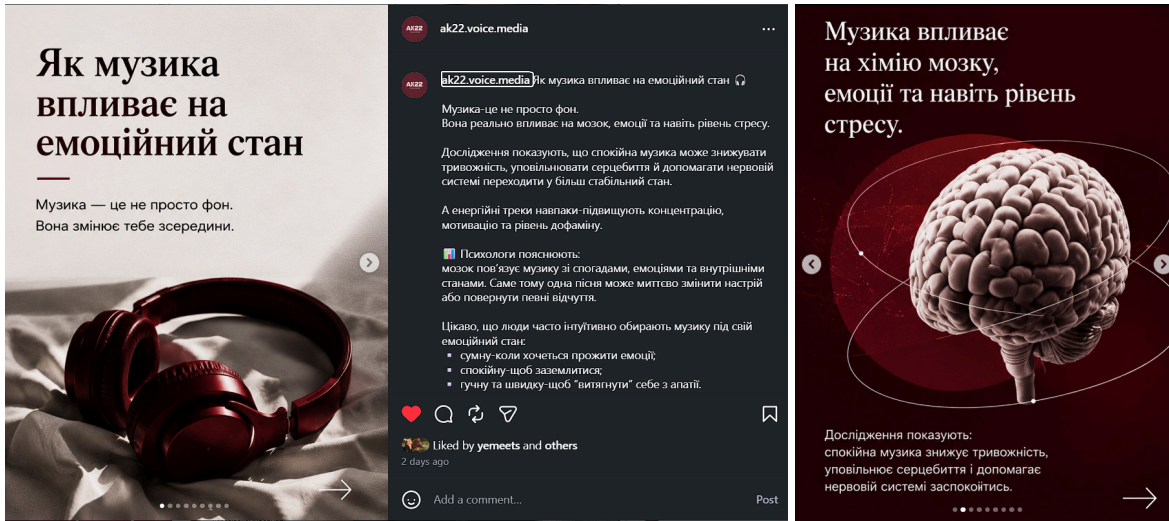 Як музика
впливає на
емоційний стан
Музика — це не просто фон.
Вона змінює тебе зсередини.
AK22
ak22.voice.media
AK22
ak22.voice.media Як музика впливає на емоційний стан 🎧
Музика-це не просто фон.
Вона реально впливає на мозок, емоції та навіть рівень стресу.
Дослідження показують, що спокійна музика може знижувати
тривожність, уповільнювати серцебиття й допомагати нервовій
системі переходити у більш стабільний стан.
А енергійні треки навпаки-підвищують концентрацію,
мотивацію та рівень дофаміну.
📊 Психологи пояснюють:
мозок пов’язує музику зі спогадами, емоціями та внутрішніми
станами. Саме тому одна пісня може миттєво змінити настрій
або повернути певні відчуття.
Цікаво, що люди часто інтуїтивно обирають музику під свій
емоційний стан:
▪ сумну-коли хочеться прожити емоції;
▪ спокійну-щоб заземлитися;
▪ гучну та швидку-щоб “витягнути” себе з апатії.
Liked by yemeets and others
2 days ago
Add a comment...
Post
Музика впливає
на хімію мозку,
емоції та навіть рівень
стресу.
Дослідження показують:
спокійна музика знижує тривожність,
уповільнює серцебиття і допомагає
нервовій системі заспокоїтись.